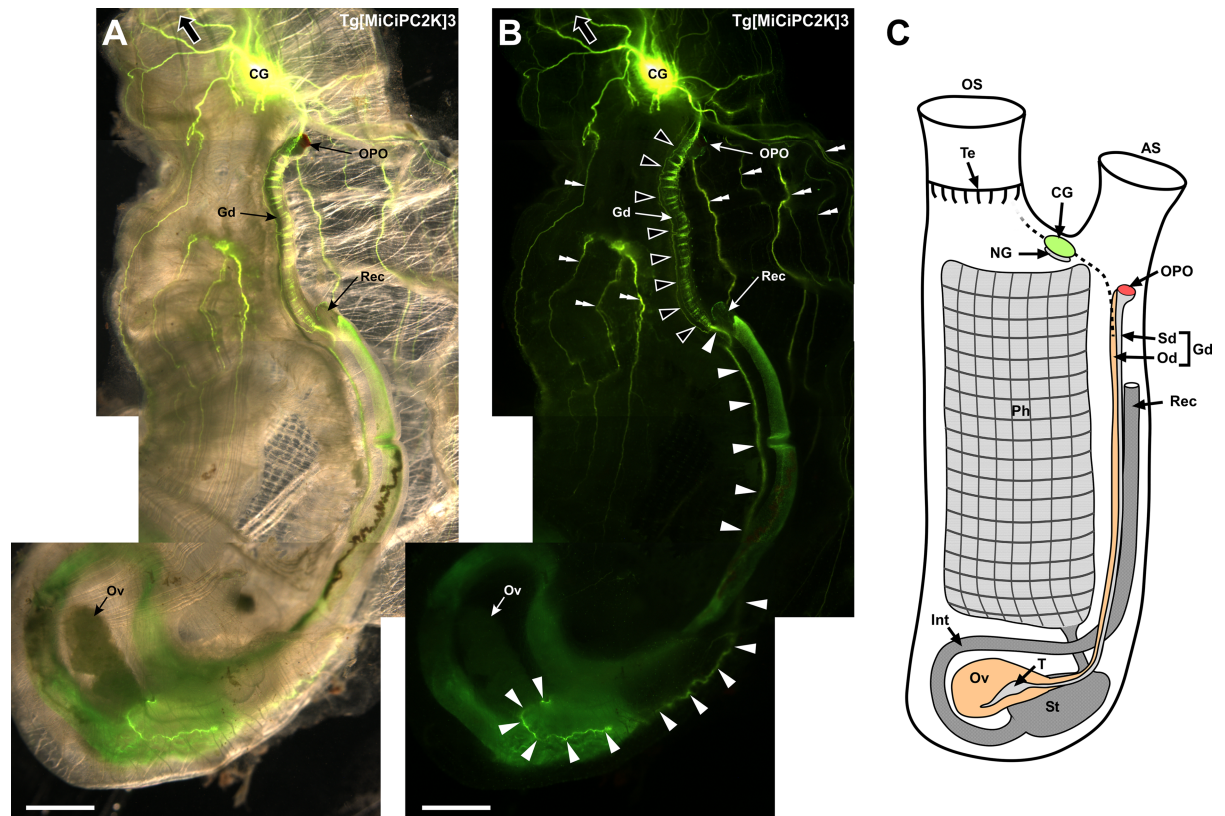 A
Tg[MiCiPC2K]3
CG
OPO
Gd
Rec
Ov
B
Tg[MiCiPC2K]3
CG
OPO
Gd
Rec
Ov
C
OS
Te
AS
CG
NG
OPO
Sd
Gd
Od
Rec
Ph
Int
T
Ov
St